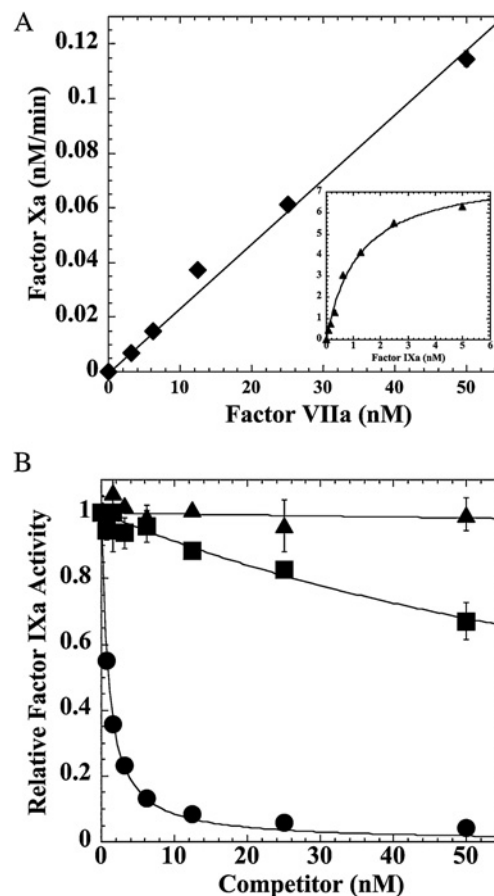 A
Factor Xa (nM/min)
0.12
0.1
0.08
0.06
0.04
0.02
0
7
6
5
4
3
2
1
0
0 2 4 6
Factor IXa (nM)
0 10 20 30 40 50
Factor VIIa (nM)
B
Relative Factor IXa Activity
1
0.8
0.6
0.4
0.2
0
0 10 20 30 40 50
Competitor (nM)